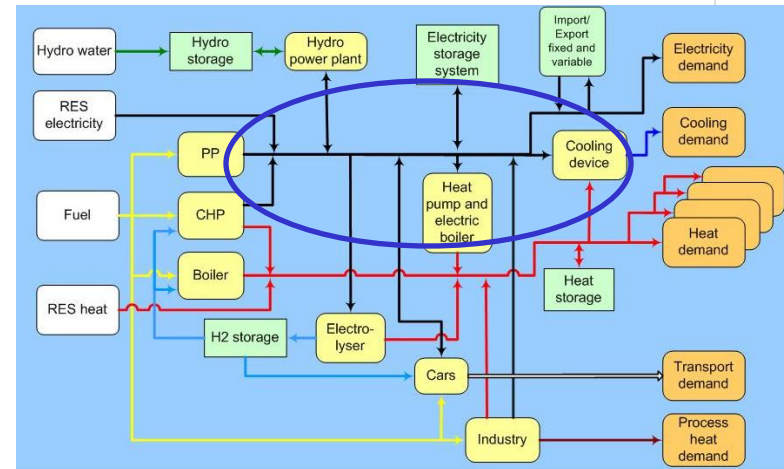 Hydro water
Hydro
storage
Hydro
power plant
Electricity
storage
system
Import/
Export
fixed and
variable
Electricity
demand
RES
electricity
PP
Cooling
device
Cooling
demand
Fuel
CHP
Heat
pump and
electric
boiler
Heat
demand
Boiler
RES heat
Heat
storage
H2 storage
Electro-
lyser
Cars
Transport
demand
Industry
Process
heat
demand